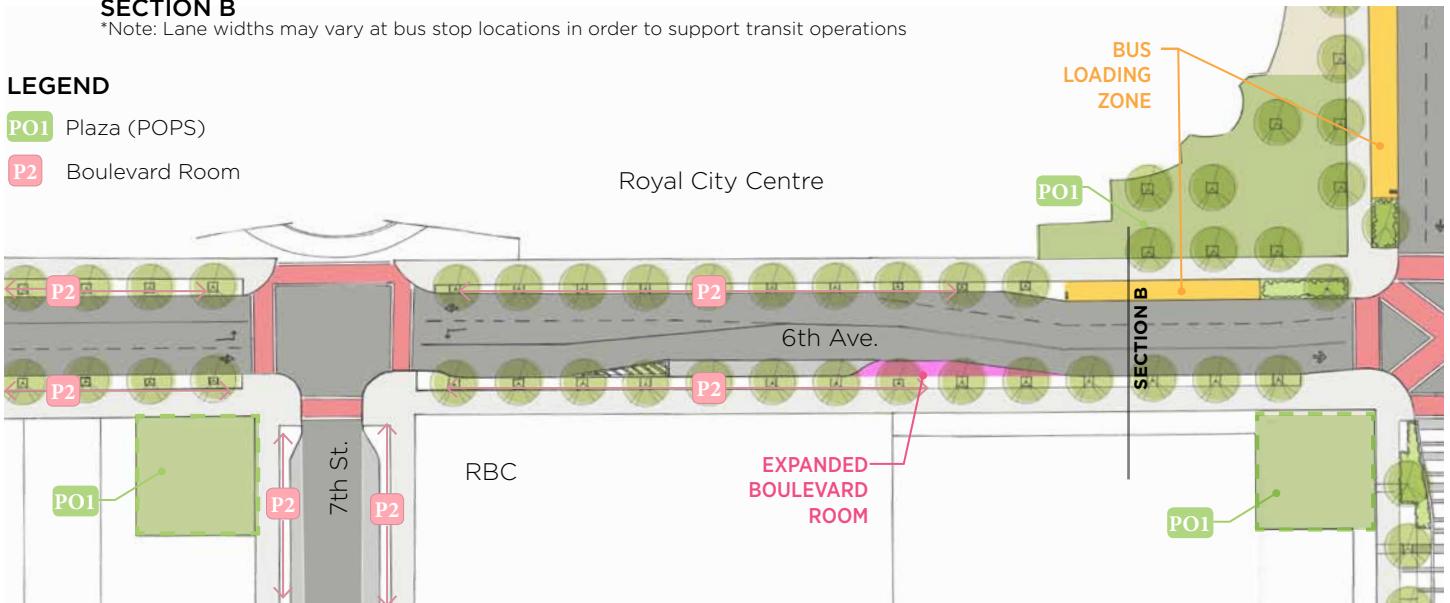 SECTION B
*Note: Lane widths may vary at bus stop locations in order to support transit operations
LEGEND
PO1 Plaza (POPS)
P2 Boulevard Room
BUS
LOADING
ZONE
Royal City Centre
PO1
P2
P2
6th Ave.
SECTION B
P2
P2
EXPANDED
BOULEVARD
ROOM
RBC
7th St.
PO1
P2
P2
PO1